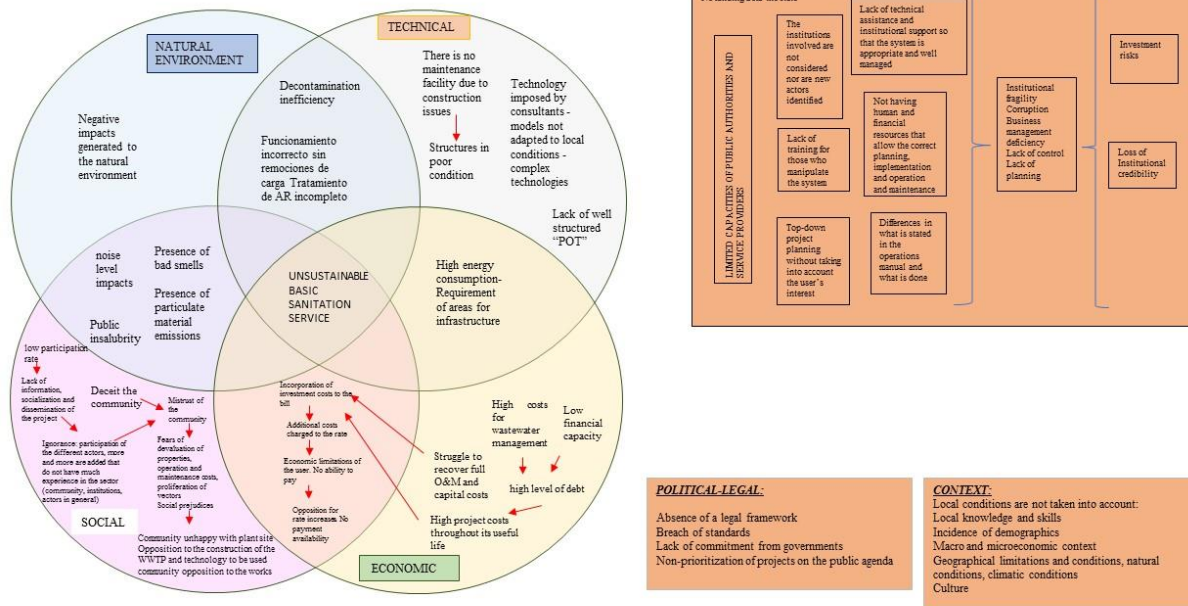 NATURAL
ENVIRONMENT
TECHNICAL
Negative
impacts
generated to
the natural
environment
Decontamination
inefficiency
Funcionamiento
incorrecto sin
remociones de
carga Tratamiento
de AR incompleto
There is no
maintenance
facility due to
construction
issues
Structures in
poor
condition
Technology
imposed by
consultants -
models not
adapted to local
conditions -
complex
technologies
Lack of well
structured
"POT"
noise
level
impacts
Presence of
bad smells
Presence of
particulate
material
emissions
Public
insalubrity
UNSUSTAINABLE
BASIC
SANITATION
SERVICE
High energy
consumption-
Requirement
of areas for
infrastructure
low participation
rate
Lack of
information,
socialization and
dissemination of
the project
Deceit the
community
Mistrust of
the
community
Ignorance: participation of
the different actors, more
and more are added that
do not have much
experience in the sector
(community, institutions,
actors in general)
Fears of
devaluation of
properties,
operation and
maintenance costs,
proliferation of
vectors
Social prejudices
SOCIAL
Community unhappy with plant site
Opposition to the construction of the
WWTP and technology to be used
community opposition to the works
Incorporation of
investment costs to the
bill
Additional costs
charged to the rate
Economic limitations of
the user. No ability to
pay
Opposition for
rate increases No
payment
availability
High costs
for
wastewater
management
Low
financial
capacity
Struggle to
recover full
O&M and
capital costs
high level of debt
High project costs
throughout its useful
life
ECONOMIC
LIMITED CAPACITIES OF PUBLIC AUTHORITIES AND
SERVICE PROVIDERS
The
institutions
involved are
not
considered
nor are new
actors
identified
Lack of technical
assistance and
institutional support so
that the system is
appropriate and well
managed
Lack of
training for
those who
manipulate
the system
Not having
human and
financial
resources that
allow the correct
planning,
implementation
and operation
and maintenance
Top-down
project
planning
without taking
into account
the user's
interest
Differences in
what is stated
in the
operations
manual and
what is done
Institutional
fragility
Corruption
Business
management
deficiency
Lack of control
Lack of
planning
Investment
risks
Loss of
Institutional
credibility
POLITICAL-LEGAL:
Absence of a legal framework
Breach of standards
Lack of commitment from governments
Non-prioritization of projects on the public agenda
CONTEXT:
Local conditions are not taken into account:
Local knowledge and skills
Incidence of demographics
Macro and microeconomic context
Geographical limitations and conditions, natural
conditions, climatic conditions
Culture